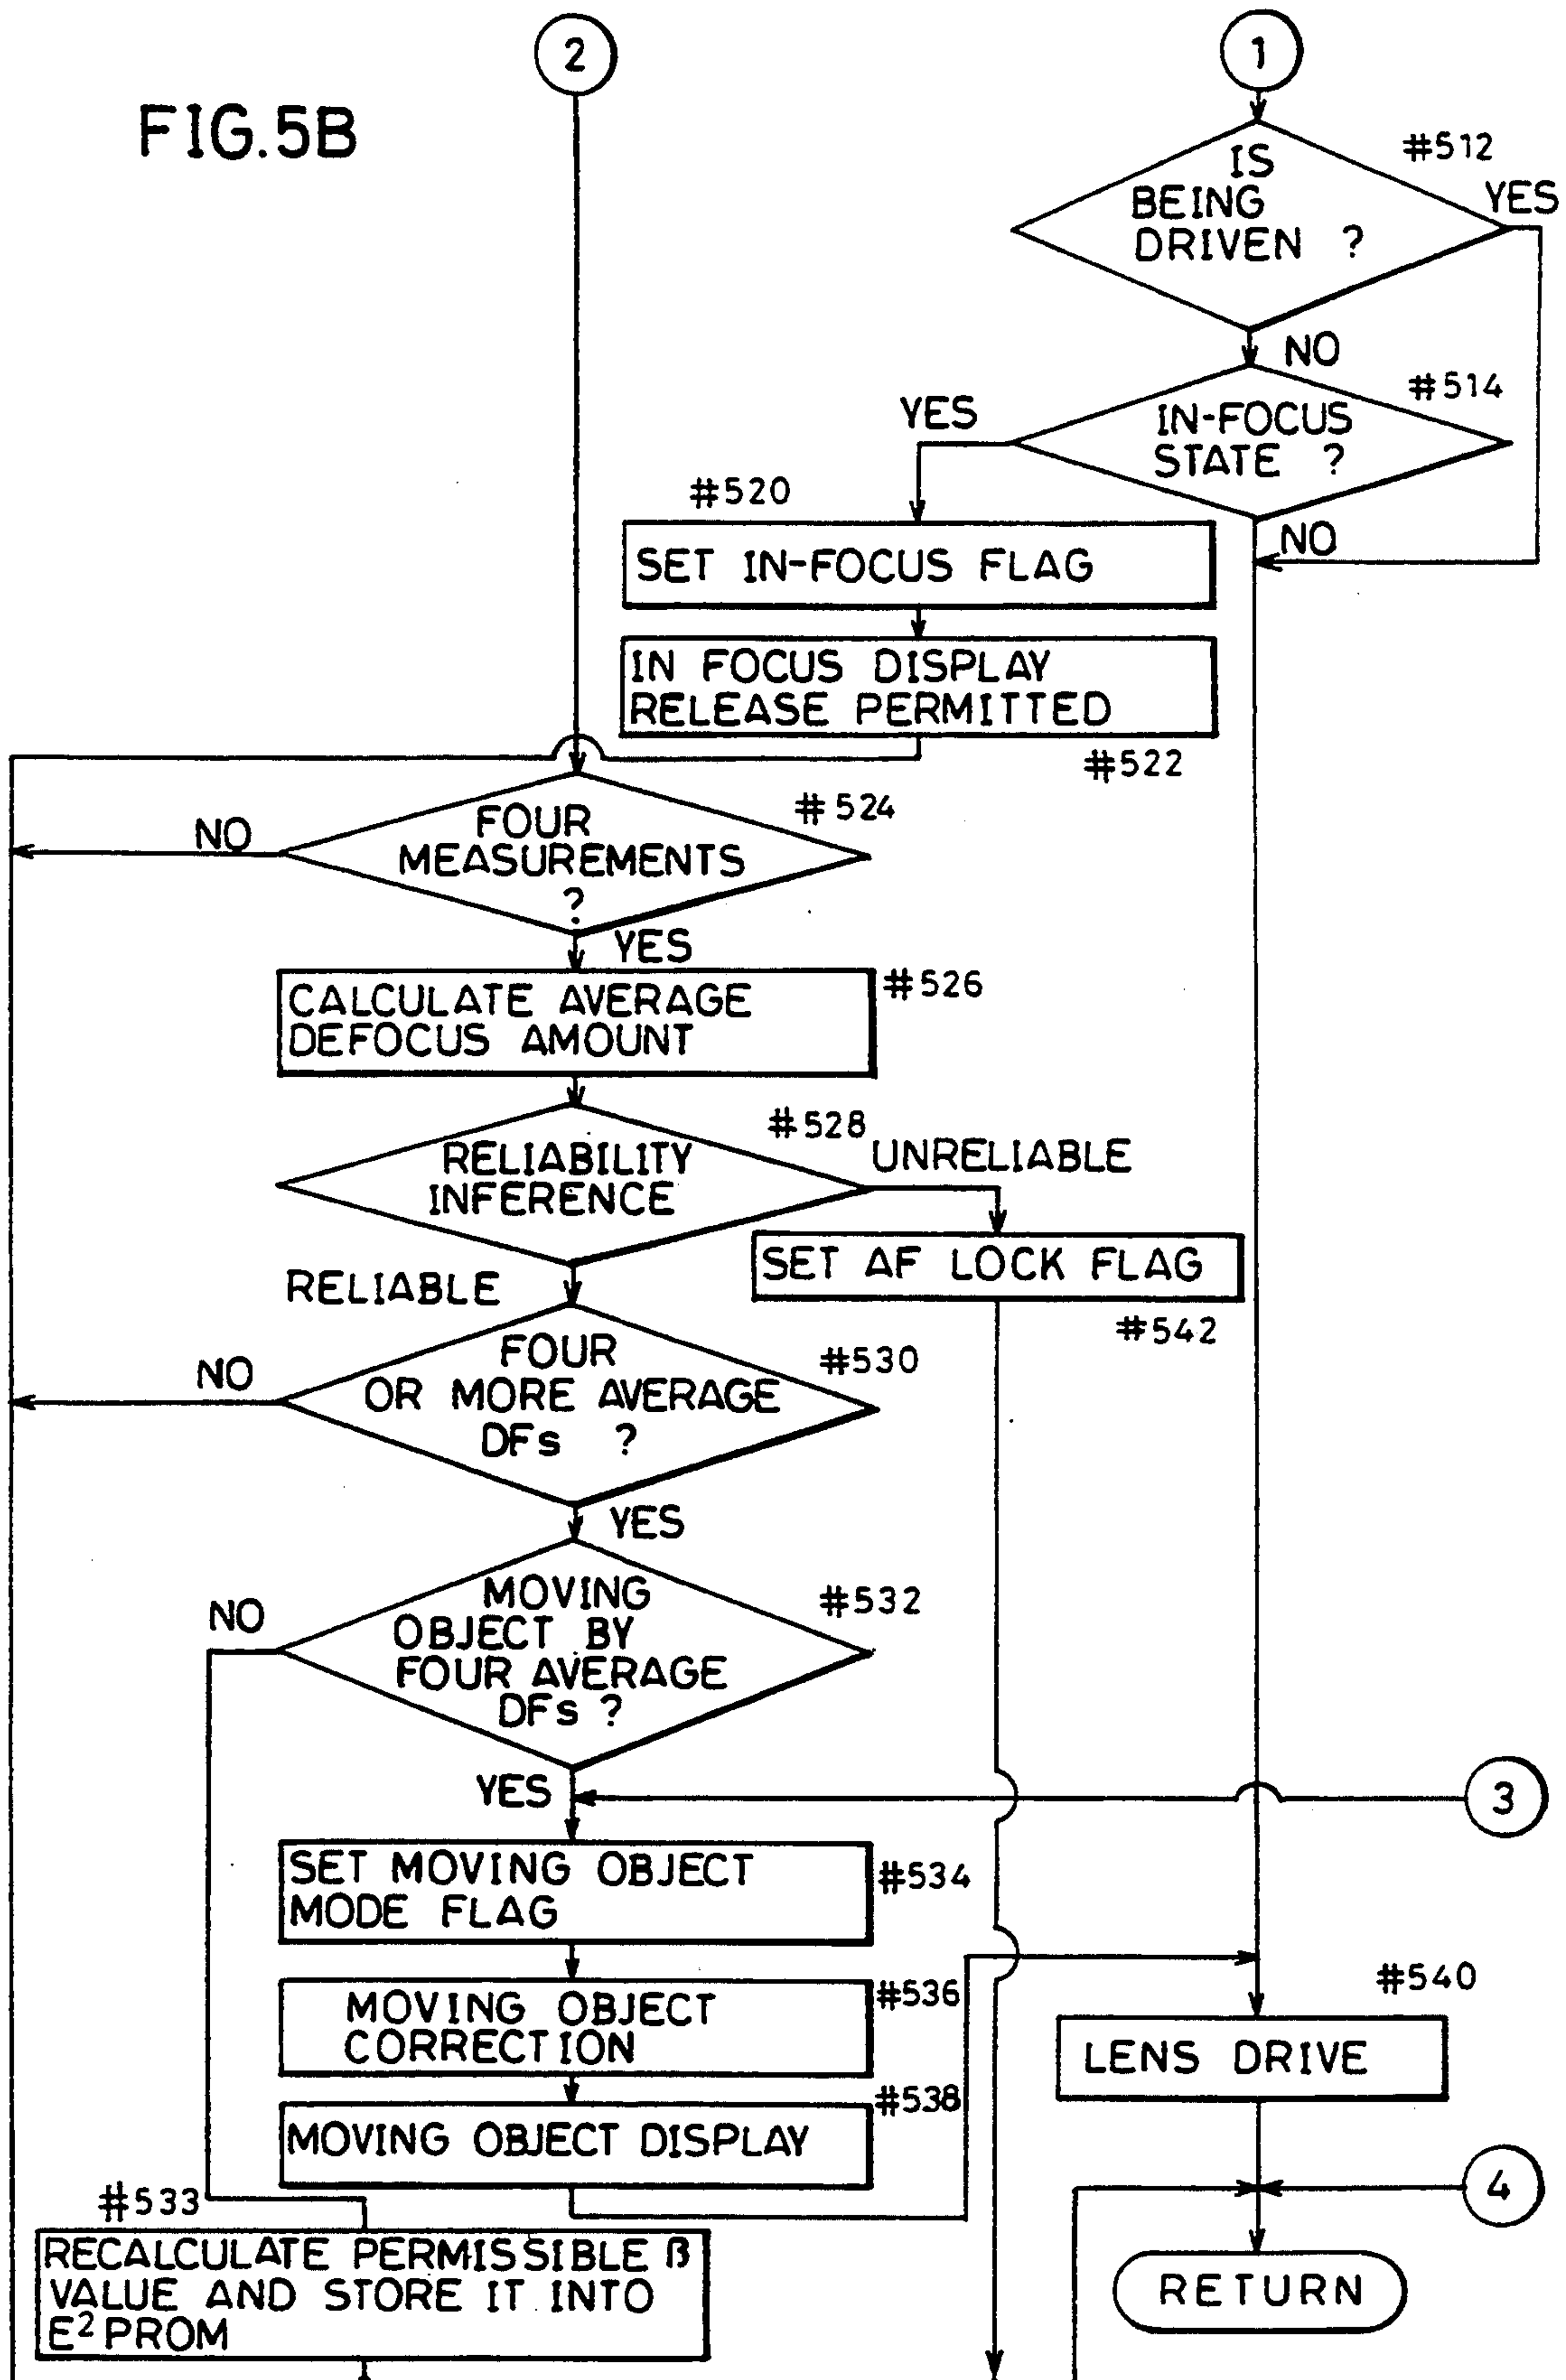 2
1
FIG.5B
#512
IS
BEING
DRIVEN ?
YES
NO
#514
IN-FOCUS
STATE ?
YES
NO
#520
SET IN-FOCUS FLAG
IN FOCUS DISPLAY
RELEASE PERMITTED
#522
#524
FOUR
MEASUREMENTS
?
NO
YES
#526
CALCULATE AVERAGE
DEFOCUS AMOUNT
#528
RELIABILITY
INFERENCE
UNRELIABLE
SET AF LOCK FLAG
#542
RELIABLE
#530
FOUR
OR MORE AVERAGE
DFs ?
NO
YES
#532
MOVING
OBJECT BY
FOUR AVERAGE
DFs ?
NO
YES
3
SET MOVING OBJECT
MODE FLAG
#534
MOVING OBJECT
CORRECTION
#536
#540
LENS DRIVE
#538
MOVING OBJECT DISPLAY
4
#533
RECALCULATE PERMISSIBLE β
VALUE AND STORE IT INTO
E²PROM
RETURN